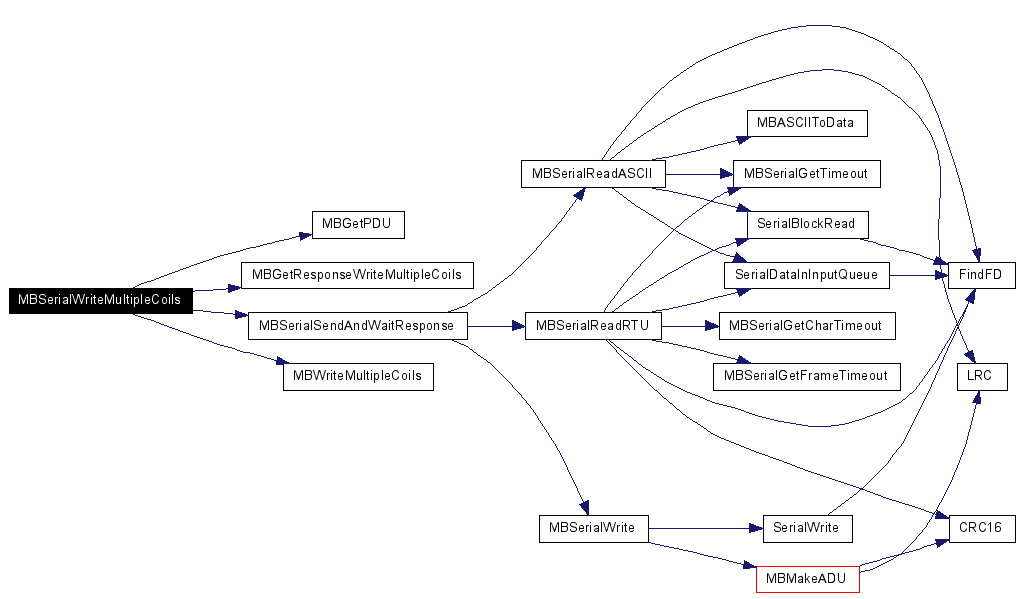 MBASCIIToData
MBSerialReadASCII
MBSerialGetTimeout
MBGetPDU
SerialBlockRead
MBGetResponseWriteMultipleCoils
SerialDataInInputQueue
FindFD
MBSerialWriteMultipleCoils
MBSerialSendAndWaitResponse
MBSerialReadRTU
MBSerialGetCharTimeout
MBWriteMultipleCoils
MBSerialGetFrameTimeout
LRC
MBSerialWrite
SerialWrite
CRC16
MBMakeADU